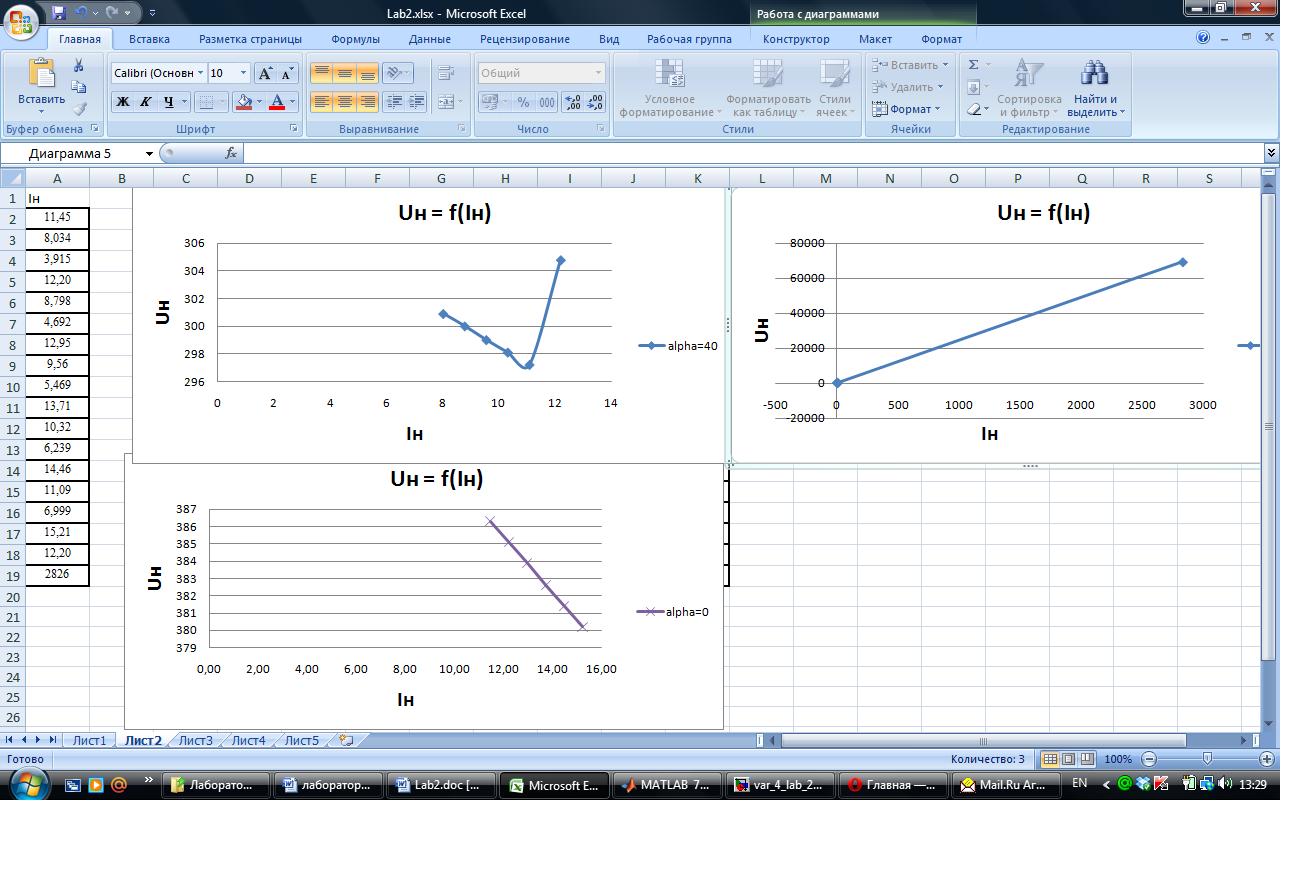 Lab2.xlsx - Microsoft Excel
Работа с диаграммами
Главная Вставка Разметка страницы Формулы Данные Рецензирование Вид Рабочая группа Конструктор Макет Формат
Вставить
Буфер обмена
Calibri (Основн 10
Ж К Ч
Шрифт
Выравнивание
Общий
% 000
Число
Условное форматирование
Форматировать как таблицу
Стили ячеек
Стили
Вставить
Удалить
Формат
Ячейки
Сортировка и фильтр
Найти и выделить
Редактирование
Диаграмма 5 fx
A B C D E F G H I J K L M N O P Q R S
1 Iн
2 11,45
3 8,034
4 3,915
5 12,20
6 8,798
7 4,692
8 12,95
9 9,56
10 5,469
11 13,71
12 10,32
13 6,239
14 14,46
15 11,09
16 6,999
17 15,21
18 12,20
19 2826
20
21
22
23
24
25
26
Uн = f(Iн)
Uн
306
304
302
300
298
296
0 2 4 6 8 10 12 14
Iн
alpha=40
Uн = f(Iн)
Uн
80000
60000
40000
20000
0
-20000
-500 0 500 1000 1500 2000 2500 3000
Iн
Uн = f(Iн)
Uн
387
386
385
384
383
382
381
380
379
0,00 2,00 4,00 6,00 8,00 10,00 12,00 14,00 16,00
Iн
alpha=0
Лист1 Лист2 Лист3 Лист4 Лист5
Готово
Количество: 3 100%
Лаборато... лаборатор... Lab2.doc [... Microsoft E... MATLAB 7... var_4_lab_2... Главная —... Mail.Ru Аг... EN 13:29